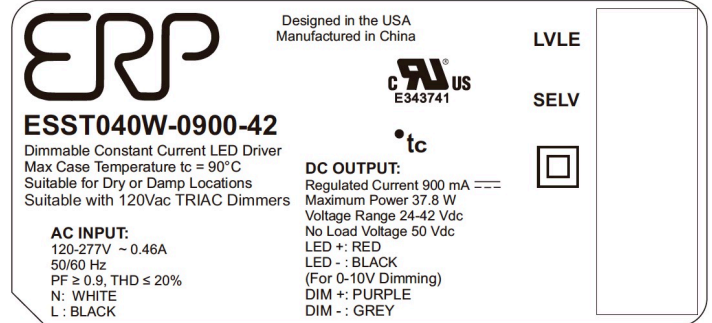 ERP
ESST040W-0900-42
Dimmable Constant Current LED Driver
Max Case Temperature tc = 90°C
Suitable for Dry or Damp Locations
Suitable with 120Vac TRIAC Dimmers
AC INPUT:
120-277V ~ 0.46A
50/60 Hz
PF ≥ 0.9, THD ≤ 20%
N: WHITE
L : BLACK
Designed in the USA
Manufactured in China
c RU® US
E343741
•tc
DC OUTPUT:
Regulated Current 900 mA ⎓
Maximum Power 37.8 W
Voltage Range 24-42 Vdc
No Load Voltage 50 Vdc
LED +: RED
LED - : BLACK
(For 0-10V Dimming)
DIM +: PURPLE
DIM - : GREY
LVLE
SELV